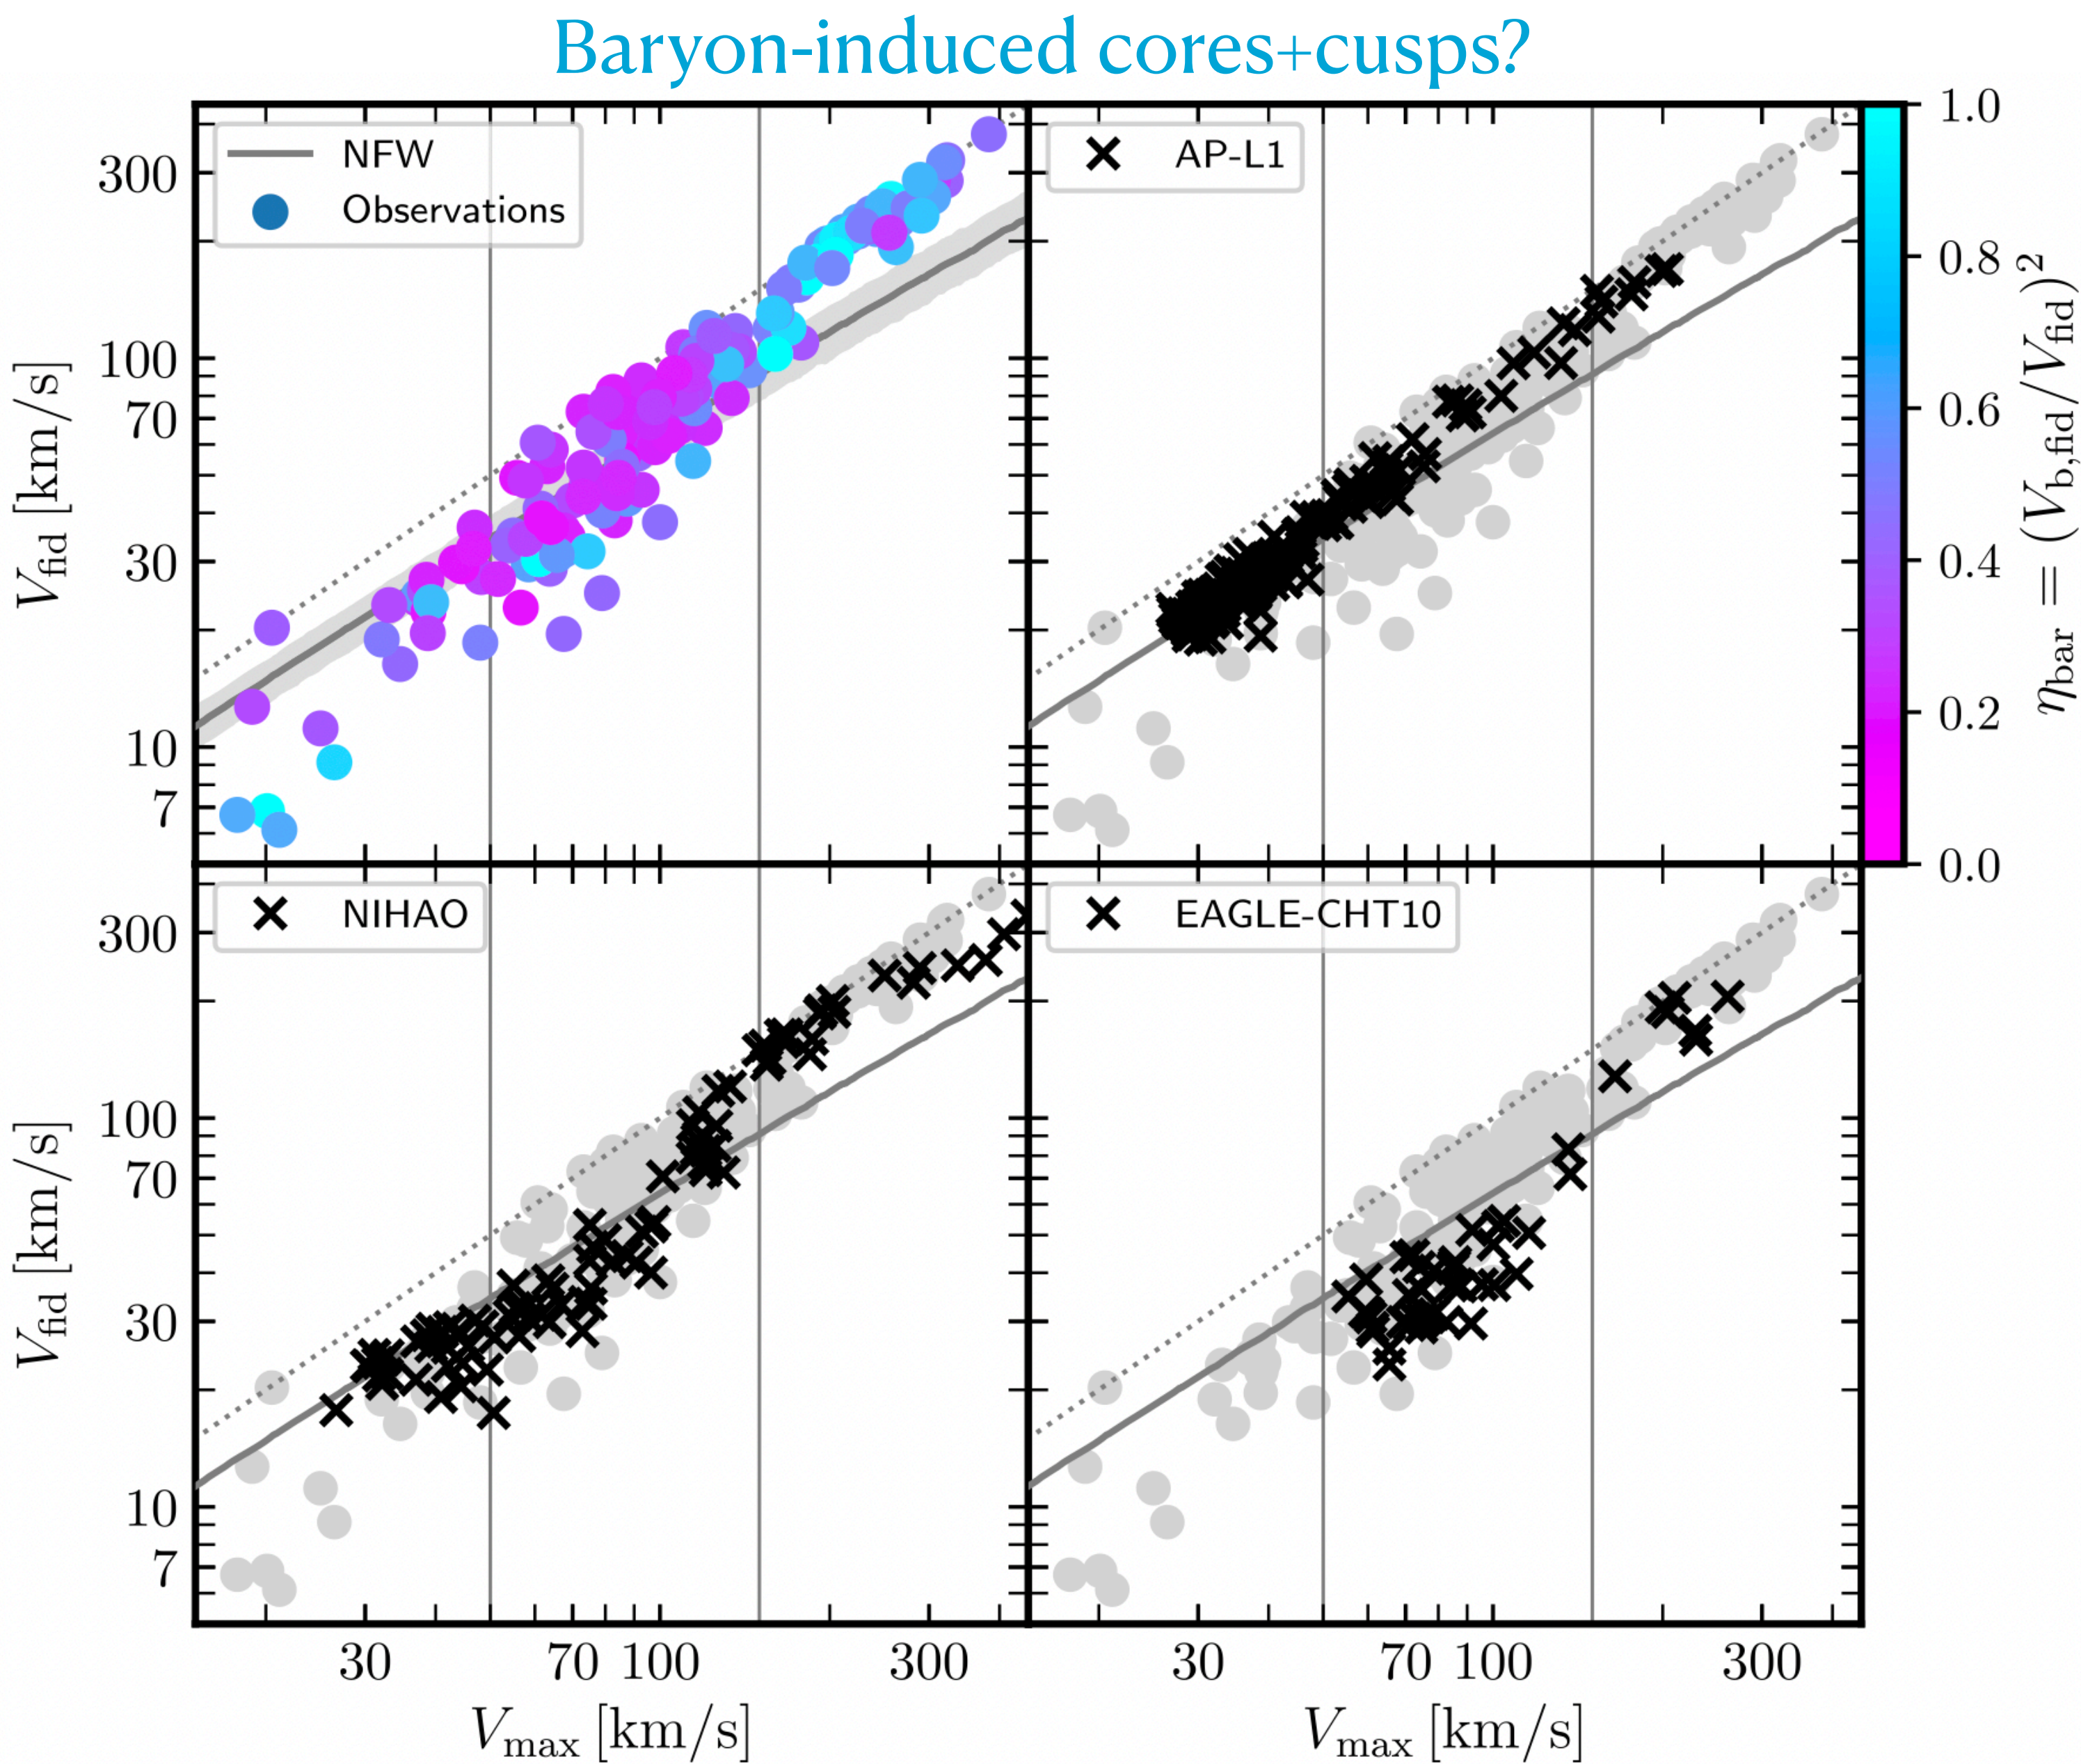 Baryon-induced cores+cusps?
NFW
Observations
AP-L1
300
100
70
30
10
7
V_fid [km/s]
1.0
0.8
0.6
0.4
0.2
0.0
η_bar = (V_b,fid/V_fid)²
NIHAO
EAGLE-CHT10
300
100
70
30
10
7
V_fid [km/s]
30 70 100 300
30 70 100 300
V_max [km/s]
V_max [km/s]